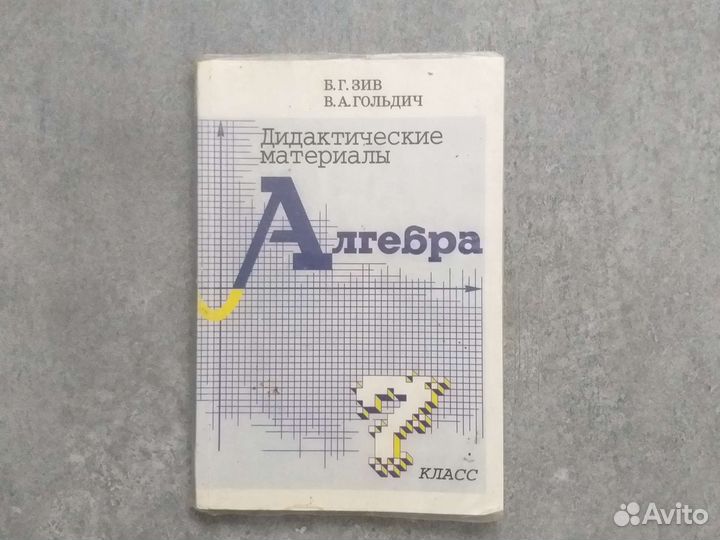 Б.Г.ЗИВ
В.А.ГОЛЬДИЧ
Дидактические
материалы
Алгебра
7
КЛАСС
Avito